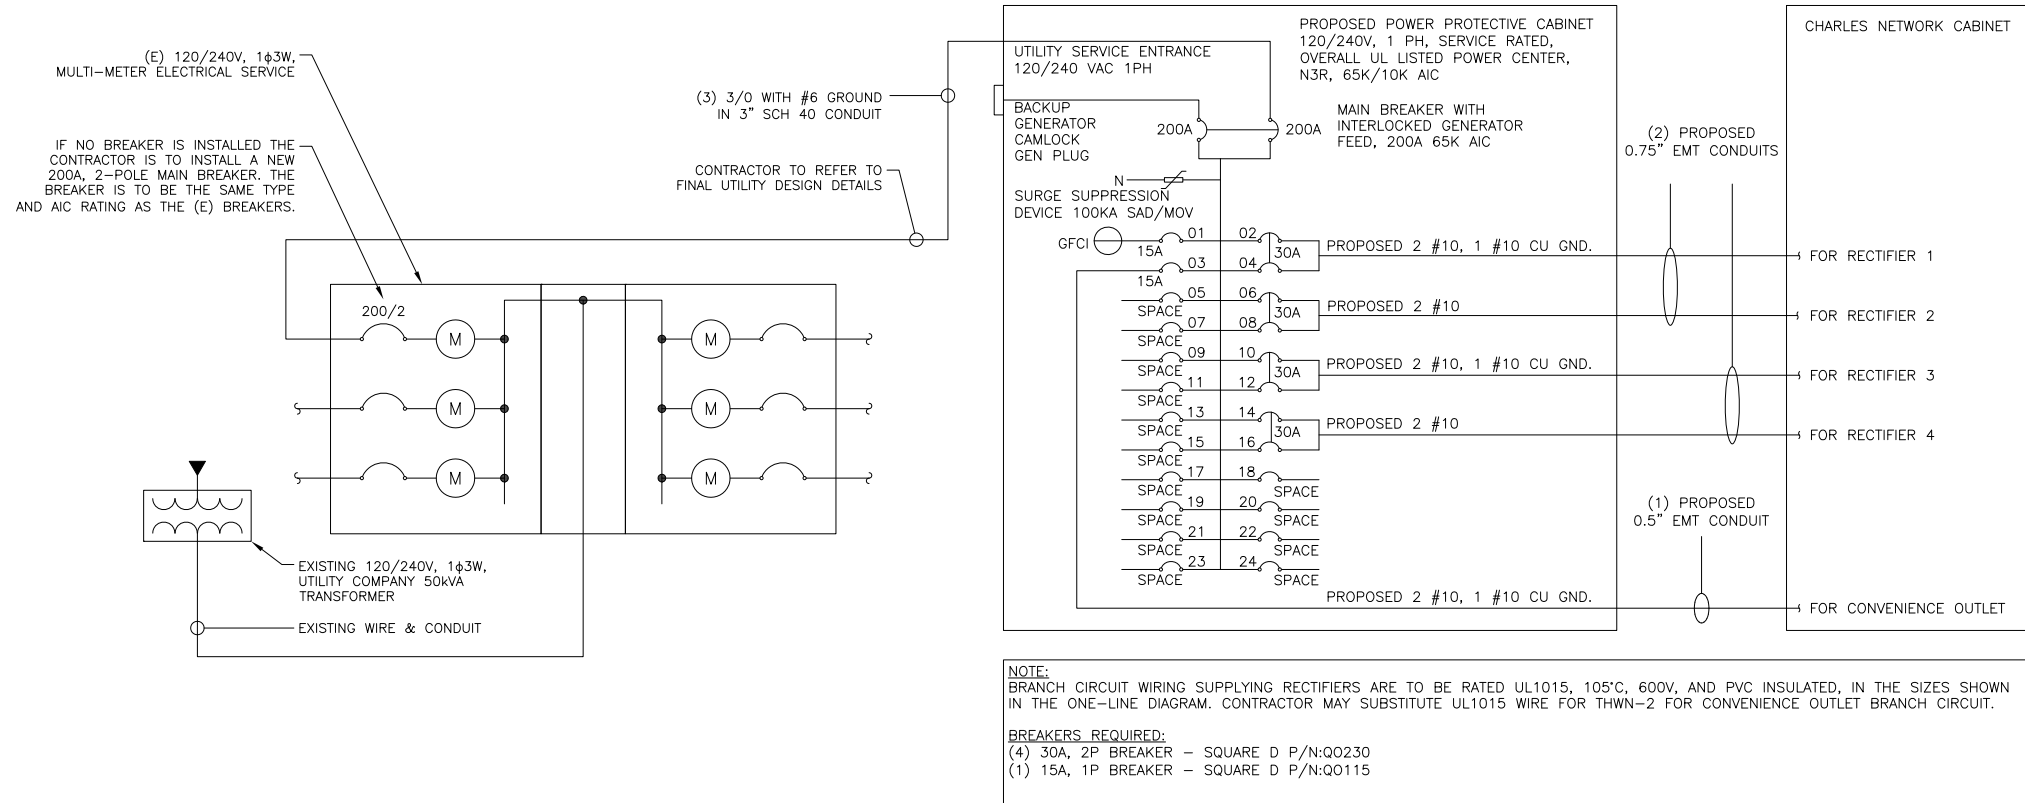 (E) 120/240V, 1ϕ3W,
MULTI-METER ELECTRICAL SERVICE
IF NO BREAKER IS INSTALLED THE
CONTRACTOR IS TO INSTALL A NEW
200A, 2-POLE MAIN BREAKER. THE
BREAKER IS TO BE THE SAME TYPE
AND AIC RATING AS THE (E) BREAKERS.
(3) 3/0 WITH #6 GROUND
IN 3" SCH 40 CONDUIT
CONTRACTOR TO REFER TO
FINAL UTILITY DESIGN DETAILS
200/2
M
M
M
M
M
M
EXISTING 120/240V, 1ϕ3W,
UTILITY COMPANY 50kVA
TRANSFORMER
EXISTING WIRE & CONDUIT
UTILITY SERVICE ENTRANCE
120/240 VAC 1PH
PROPOSED POWER PROTECTIVE CABINET
120/240V, 1 PH, SERVICE RATED,
OVERALL UL LISTED POWER CENTER,
N3R, 65K/10K AIC
BACKUP
GENERATOR
CAMLOCK
GEN PLUG
200A
200A
MAIN BREAKER WITH
INTERLOCKED GENERATOR
FEED, 200A 65K AIC
N
SURGE SUPPRESSION
DEVICE 100KA SAD/MOV
GFCI
15A
01 02
30A
PROPOSED 2 #10, 1 #10 CU GND.
15A
03 04
SPACE
05 06
30A
PROPOSED 2 #10
SPACE
07 08
SPACE
09 10
30A
PROPOSED 2 #10, 1 #10 CU GND.
SPACE
11 12
SPACE
13 14
30A
PROPOSED 2 #10
SPACE
15 16
SPACE
17 18
SPACE
SPACE
19 20
SPACE
SPACE
21 22
SPACE
SPACE
23 24
SPACE
PROPOSED 2 #10, 1 #10 CU GND.
(2) PROPOSED
0.75" EMT CONDUITS
(1) PROPOSED
0.5" EMT CONDUIT
CHARLES NETWORK CABINET
FOR RECTIFIER 1
FOR RECTIFIER 2
FOR RECTIFIER 3
FOR RECTIFIER 4
FOR CONVENIENCE OUTLET
NOTE:
BRANCH CIRCUIT WIRING SUPPLYING RECTIFIERS ARE TO BE RATED UL1015, 105°C, 600V, AND PVC INSULATED, IN THE SIZES SHOWN
IN THE ONE-LINE DIAGRAM. CONTRACTOR MAY SUBSTITUTE UL1015 WIRE FOR THWN-2 FOR CONVENIENCE OUTLET BRANCH CIRCUIT.
BREAKERS REQUIRED:
(4) 30A, 2P BREAKER - SQUARE D P/N:QO230
(1) 15A, 1P BREAKER - SQUARE D P/N:QO115